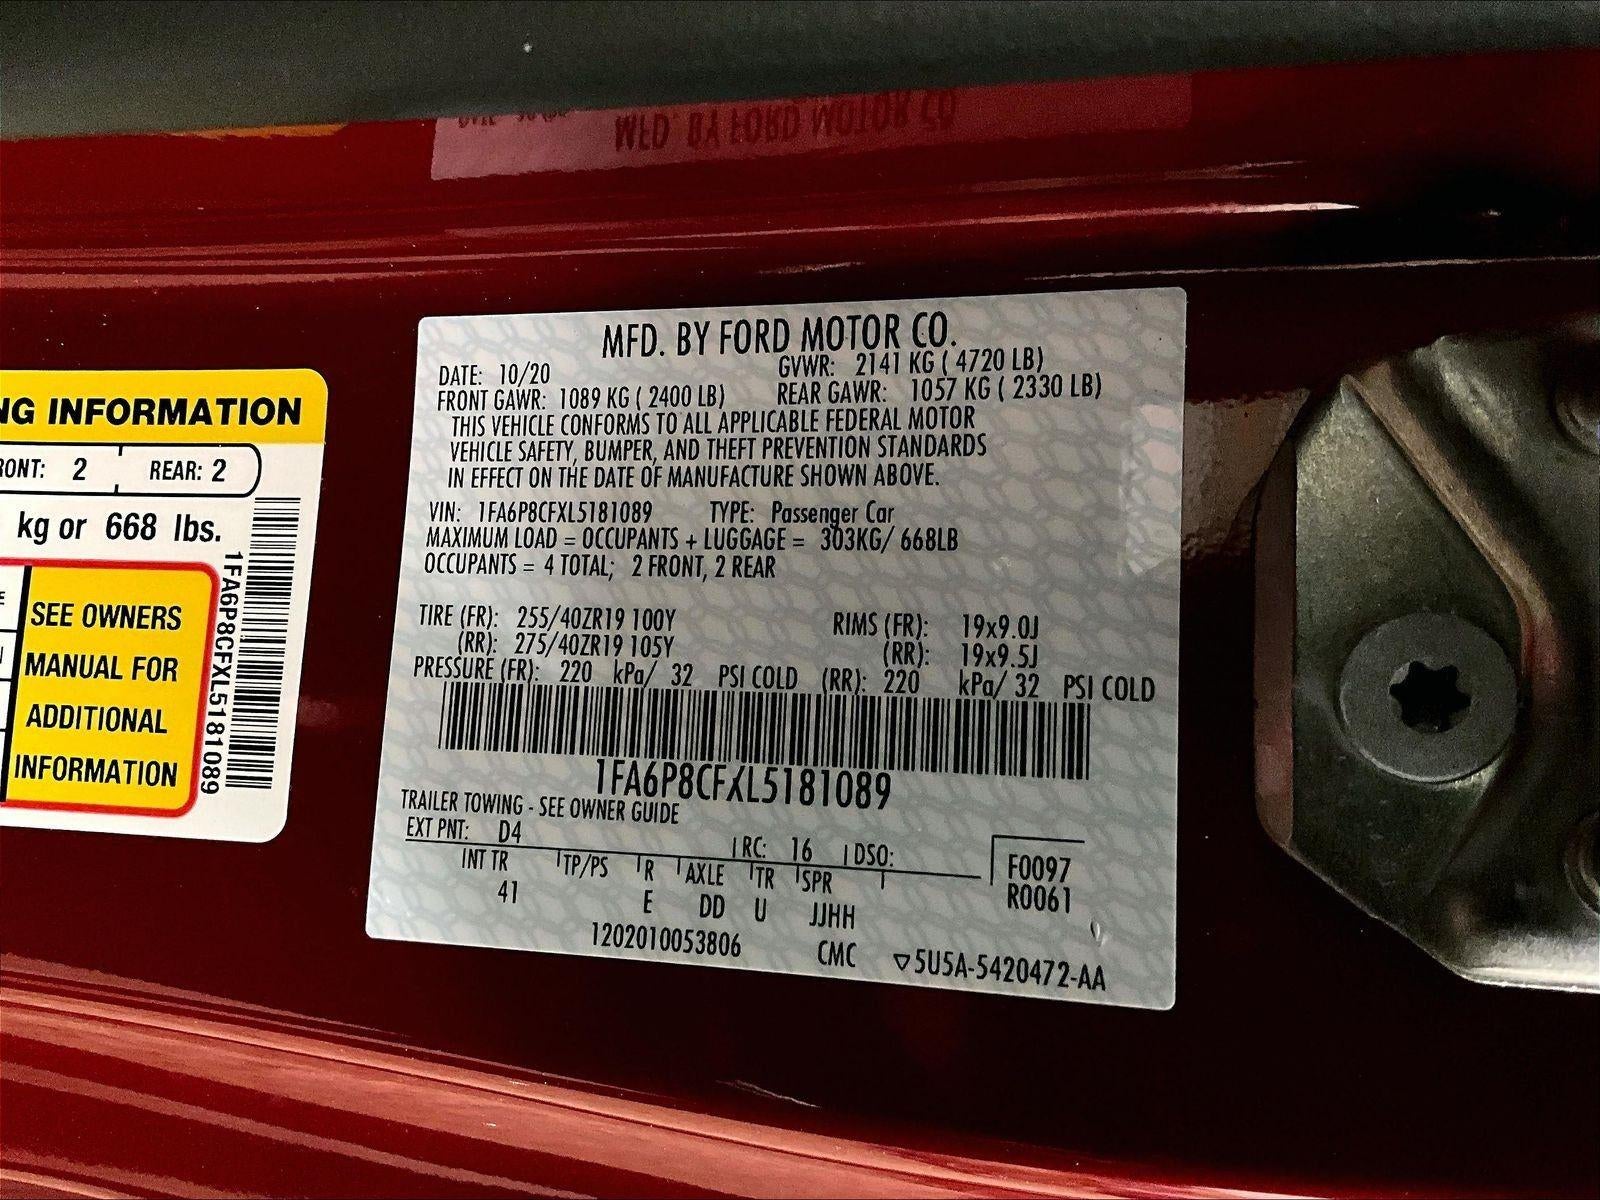 NG INFORMATION
RONT: 2 REAR: 2
kg or 668 lbs.
SEE OWNERS
MANUAL FOR
ADDITIONAL
INFORMATION
1FA6P8CFXL5181089
MFD. BY FORD MOTOR CO.
MFD. BY FORD MOTOR CO.
DATE: 10/20 GVWR: 2141 KG ( 4720 LB)
FRONT GAWR: 1089 KG ( 2400 LB) REAR GAWR: 1057 KG ( 2330 LB)
THIS VEHICLE CONFORMS TO ALL APPLICABLE FEDERAL MOTOR
VEHICLE SAFETY, BUMPER, AND THEFT PREVENTION STANDARDS
IN EFFECT ON THE DATE OF MANUFACTURE SHOWN ABOVE.
VIN: 1FA6P8CFXL5181089 TYPE: Passenger Car
MAXIMUM LOAD = OCCUPANTS + LUGGAGE = 303KG/ 668LB
OCCUPANTS = 4 TOTAL; 2 FRONT, 2 REAR
TIRE (FR): 255/40ZR19 100Y RIMS (FR): 19x9.0J
(RR): 275/40ZR19 105Y (RR): 19x9.5J
PRESSURE (FR): 220 kPa/ 32 PSI COLD (RR): 220 kPa/ 32 PSI COLD
1FA6P8CFXL5181089
TRAILER TOWING - SEE OWNER GUIDE
EXT PNT: D4 RC: 16 DSO: F0097
INT TR TP/PS R AXLE TR SPR R0061
41 E DD U JJHH
1202010053806 CMC ▽5U5A-5420472-AA